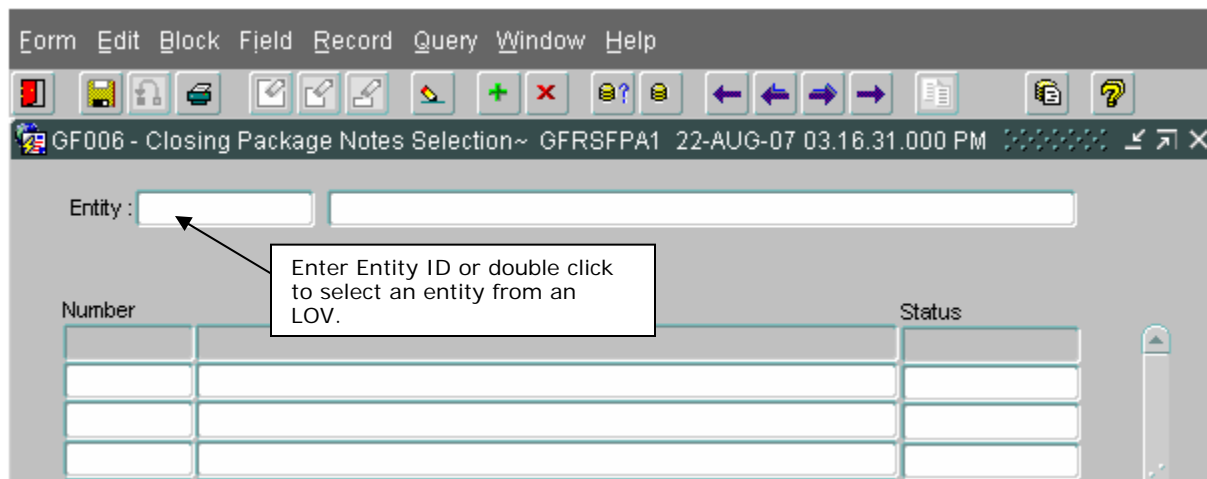 Form Edit Block Field Record Query Window Help
GF006 - Closing Package Notes Selection~ GFRSFPA1 22-AUG-07 03.16.31.000 PM
Entity :
Enter Entity ID or double click
to select an entity from an
LOV.
Number Status